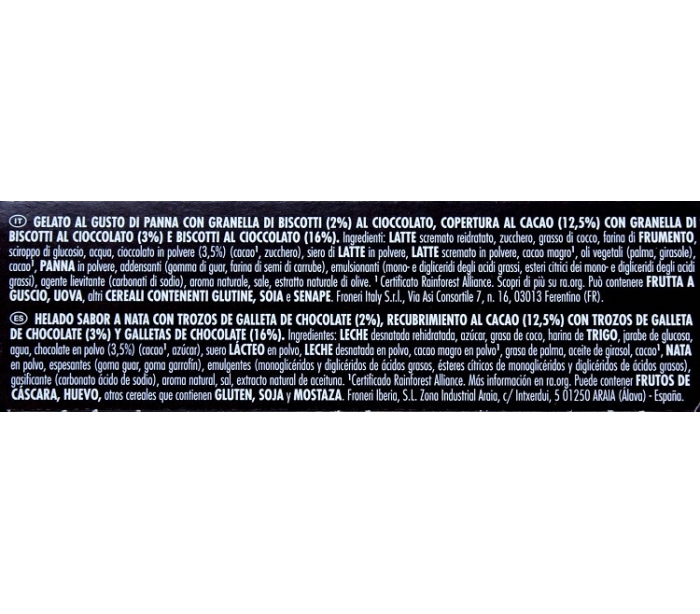 IT GELATO AL GUSTO DI PANNA CON GRANELLA DI BISCOTTI (2%) AL CIOCCOLATO, COPERTURA AL CACAO (12,5%) CON GRANELLA DI
BISCOTTI AL CIOCCOLATO (3%) E BISCOTTI AL CIOCCOLATO (16%). Ingredienti: LATTE scremato reidratato, zucchero, grasso di cocco, farina di FRUMENTO,
sciroppo di glucosio, acqua, cioccolato in polvere (3,5%) (cacao¹, zucchero), siero di LATTE in polvere, LATTE scremato in polvere, cacao magro¹, oli vegetali (palma, girasole),
cacao¹, PANNA in polvere, addensanti (gomma di guar, farina di semi di carrube), emulsionanti (mono- e digliceridi degli acidi grassi, esteri citrici dei mono- e digliceridi degli acidi
grassi), agente lievitante (carbonati di sodio), aroma naturale, sale, estratto naturale di olive. ¹ Certificato Rainforest Alliance. Scopri di più su ra.org. Può contenere FRUTTA A
GUSCIO, UOVA, altri CEREALI CONTENENTI GLUTINE, SOIA e SENAPE. Froneri Italy S.r.l., Via Asi Consortile 7, n. 16, 03013 Ferentino (FR).
ES HELADO SABOR A NATA CON TROZOS DE GALLETA DE CHOCOLATE (2%), RECUBRIMIENTO AL CACAO (12,5%) CON TROZOS DE GALLETA
DE CHOCOLATE (3%) Y GALLETAS DE CHOCOLATE (16%). Ingredientes: LECHE desnatada rehidratada, azúcar, grasa de coco, harina de TRIGO, jarabe de glucosa,
agua, chocolate en polvo (3,5%) (cacao¹, azúcar), suero LÁCTEO en polvo, LECHE desnatada en polvo, cacao magro en polvo¹, grasa de palma, aceite de girasol, cacao¹, NATA
en polvo, espesantes (goma guar, goma garrofín), emulgentes (monoglicéridos y diglicéridos de ácidos grasos, ésteres cítricos de monoglicéridos y diglicéridos de ácidos grasos),
gasificante (carbonato ácido de sodio), aroma natural, sal, extracto natural de aceituna. ¹Certificado Rainforest Alliance. Más información en ra.org. Puede contener FRUTOS DE
CÁSCARA, HUEVO, otros cereales que contienen GLUTEN, SOJA y MOSTAZA. Froneri Iberia, S.L. Zona Industrial Araia, c/ Intxerdui, 5 01250 ARAIA (Álava) - España.